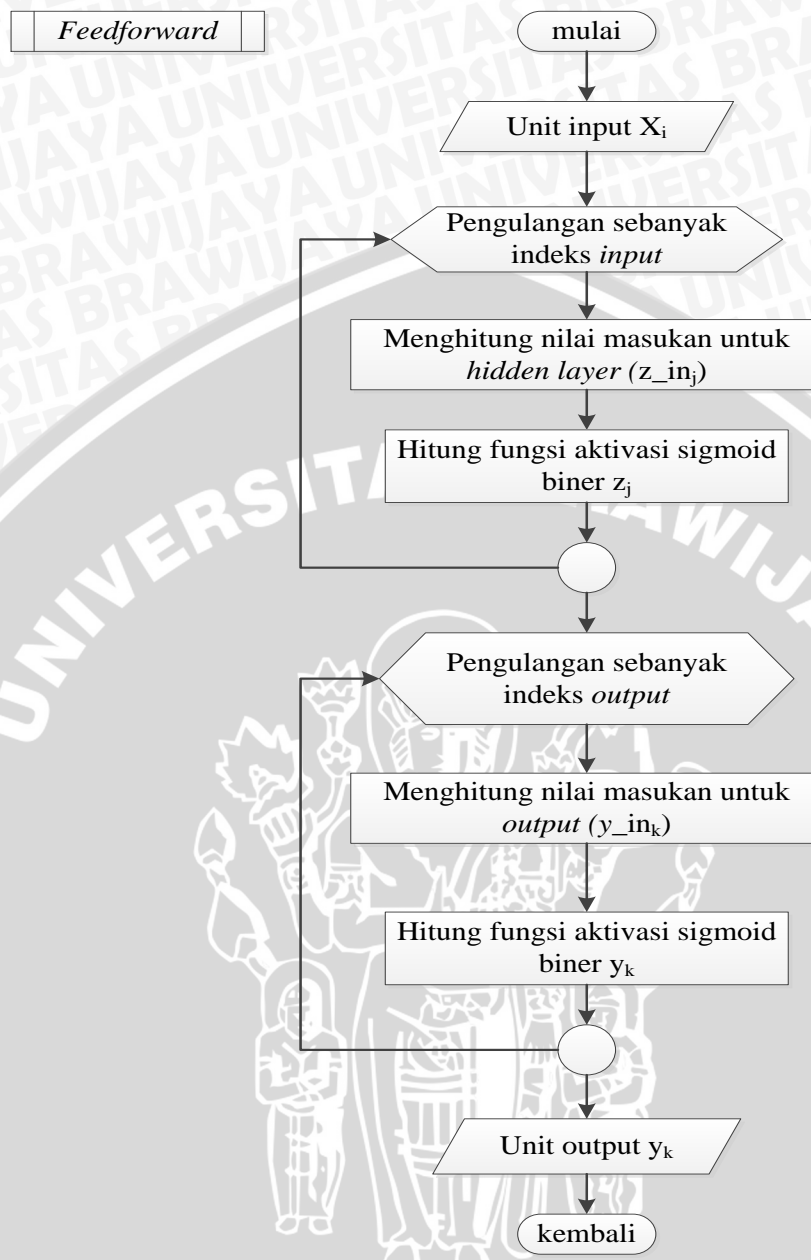 Feedforward
mulai
Unit input Xᵢ
Pengulangan sebanyak
indeks input
Menghitung nilai masukan untuk
hidden layer (z_inⱼ)
Hitung fungsi aktivasi sigmoid
biner zⱼ
Pengulangan sebanyak
indeks output
Menghitung nilai masukan untuk
output (y_inₖ)
Hitung fungsi aktivasi sigmoid
biner yₖ
Unit output yₖ
kembali